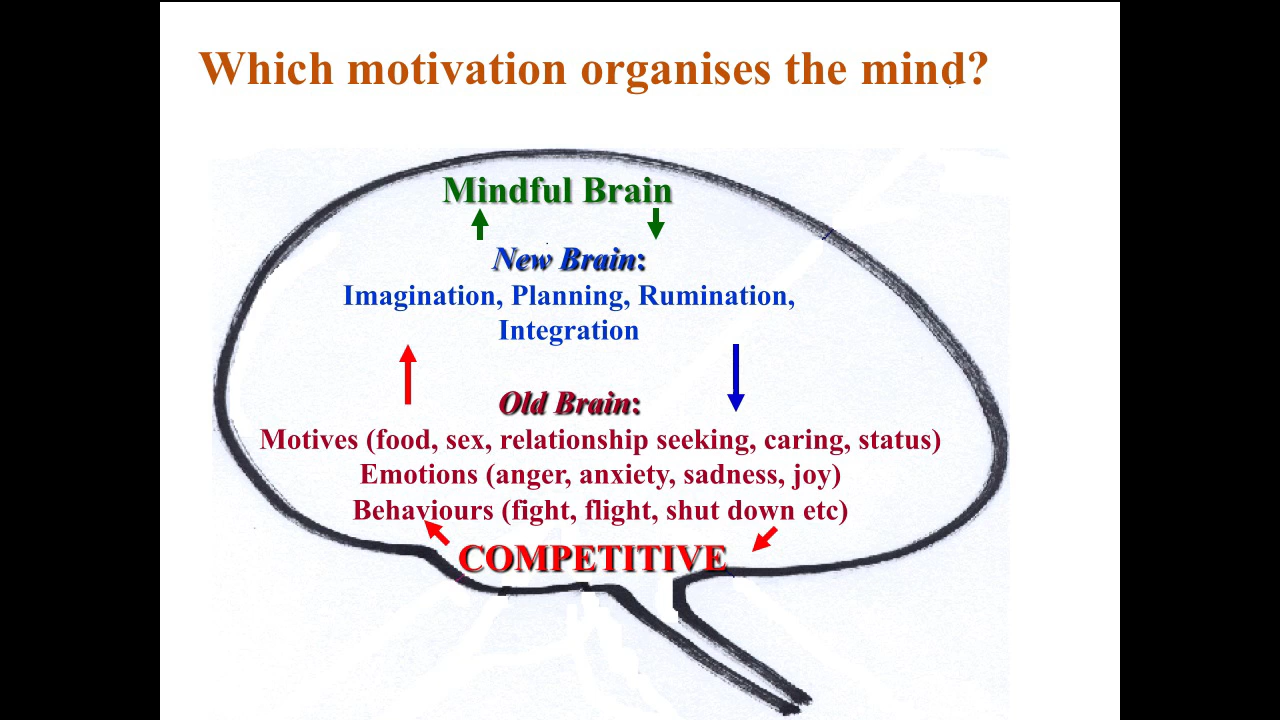 Which motivation organises the mind?
Mindful Brain
New Brain:
Imagination, Planning, Rumination,
Integration
Old Brain:
Motives (food, sex, relationship seeking, caring, status)
Emotions (anger, anxiety, sadness, joy)
Behaviours (fight, flight, shut down etc)
COMPETITIVE